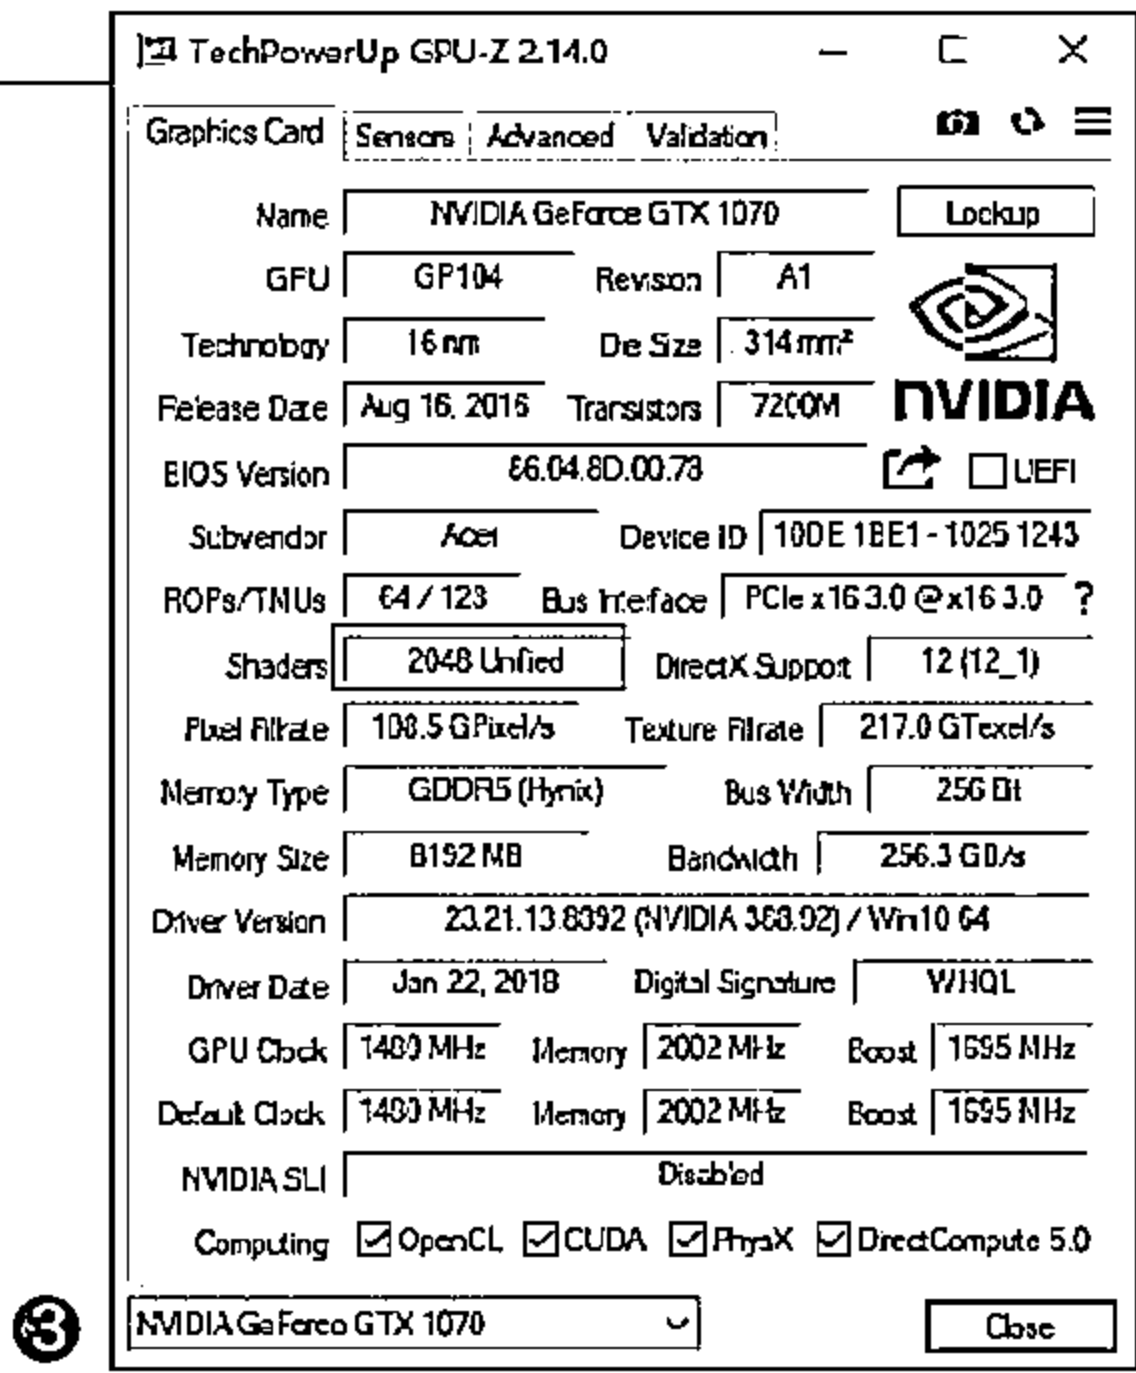 TechPowerUp GPU-Z 2.14.0
Graphics Card Sensors Advanced Validation
Name NVIDIA GeForce GTX 1070 Lookup
GPU GP104 Revision A1
Technology 16 nm Die Size 314 mm²
Release Date Aug 16, 2016 Transistors 7200M
NVIDIA
BIOS Version 86.04.8D.00.78 UEFI
Subvendor Acer Device ID 10DE 1BE1 - 1025 1243
ROPs/TMUs 64 / 128 Bus Interface PCIe x16 3.0 @ x16 3.0 ?
Shaders 2048 Unified DirectX Support 12 (12_1)
Pixel Fillrate 108.5 GPixel/s Texture Fillrate 217.0 GTexel/s
Memory Type GDDR5 (Hynix) Bus Width 256 Bit
Memory Size 8192 MB Bandwidth 256.3 GB/s
Driver Version 23.21.13.8892 (NVIDIA 388.92) / Win10 64
Driver Date Jan 22, 2018 Digital Signature WHQL
GPU Clock 1480 MHz Memory 2002 MHz Boost 1695 MHz
Default Clock 1480 MHz Memory 2002 MHz Boost 1695 MHz
NVIDIA SLI Disabled
Computing OpenCL CUDA PhysX DirectCompute 5.0
3 NVIDIA GeForce GTX 1070 Close